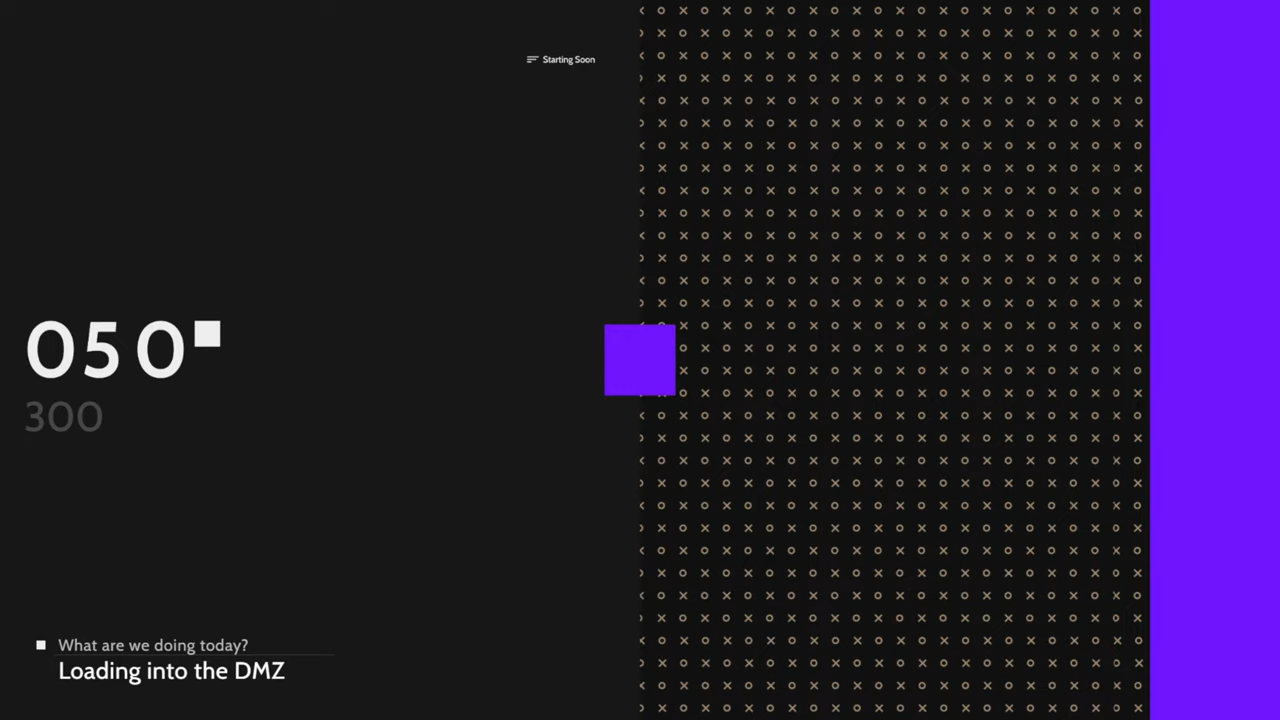 Starting Soon
050
300
What are we doing today?
Loading into the DMZ